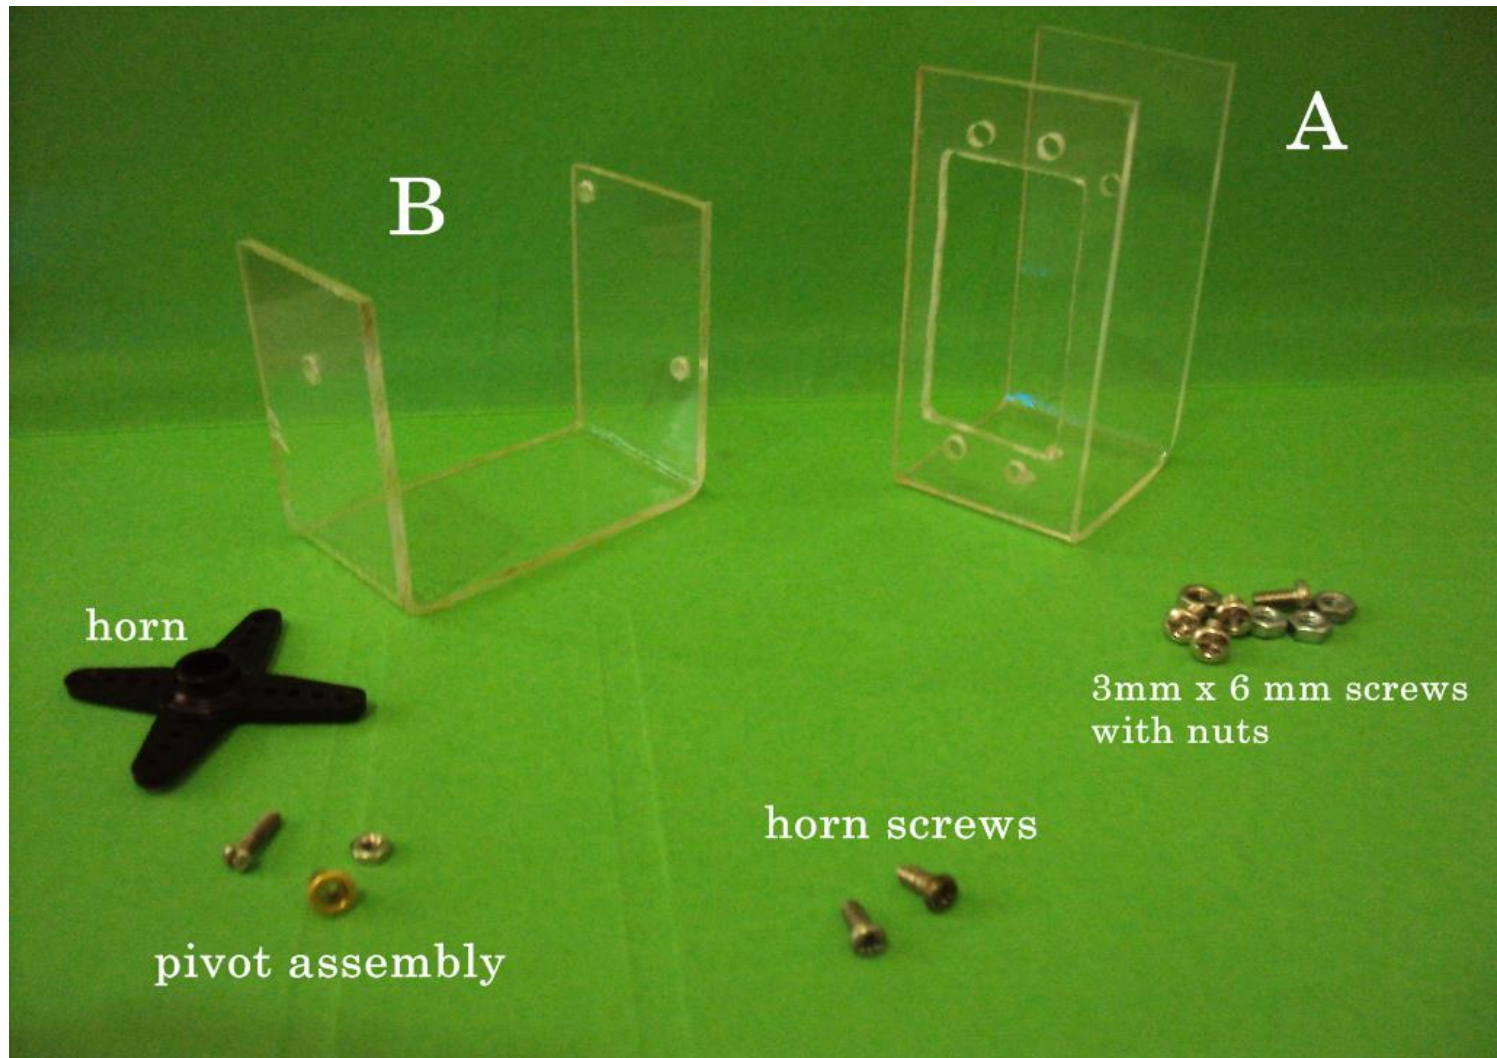 A
B
horn
3mm x 6 mm screws
with nuts
horn screws
pivot assembly